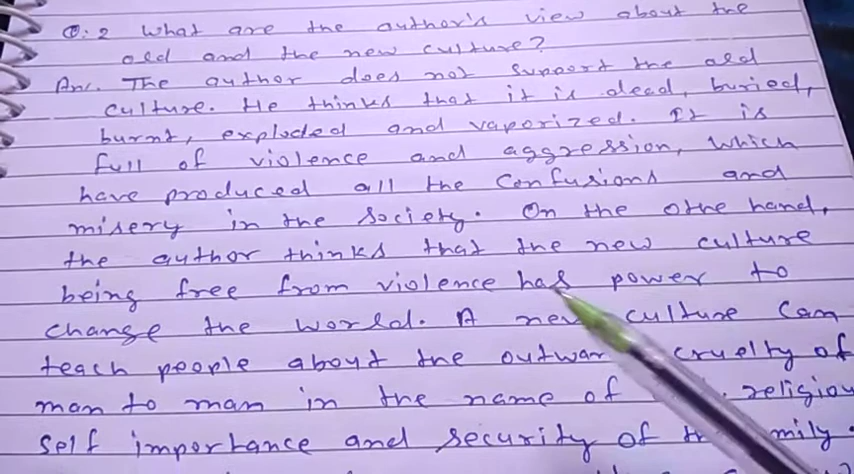 Q:2 What are the author's view about the
old and the new culture?
Ans. The author does not support the old
culture. He thinks that it is dead, buried,
burnt, exploded and vaporized. It is
full of violence and aggression, which
have produced all the confusions and
misery in the society. On the othe hand,
the author thinks that the new culture
being free from violence has power to
change the world. A new culture can
teach people about the outwar cruelty of
man to man in the name of religiou
self importance and security of mily.